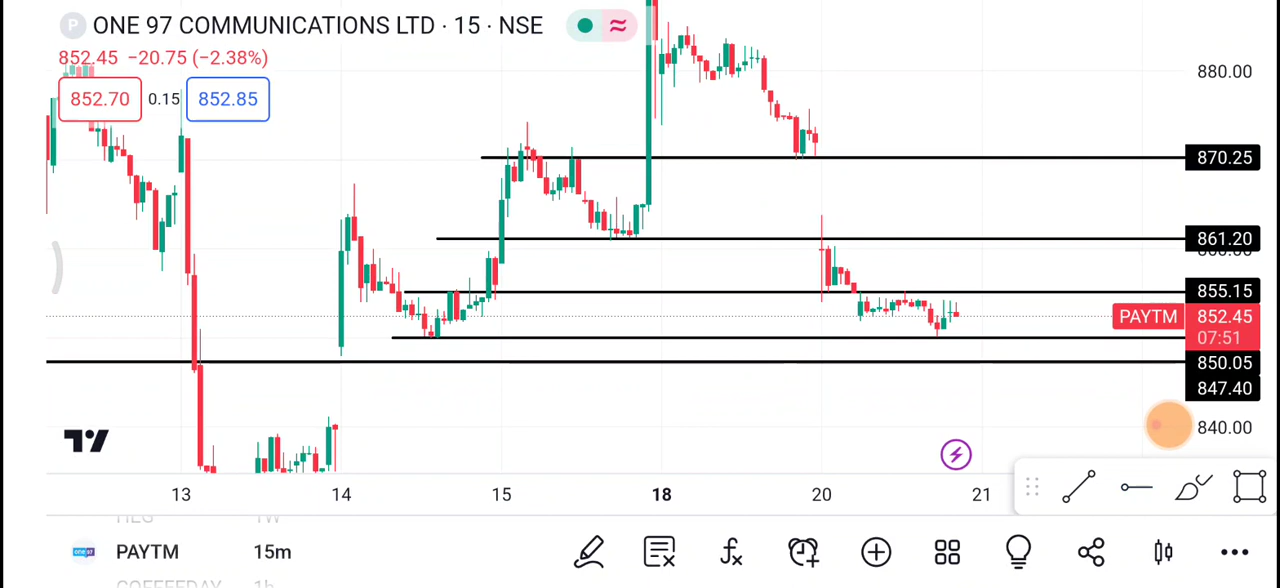 P ONE 97 COMMUNICATIONS LTD · 15 · NSE
852.45 −20.75 (−2.38%)
852.70 0.15 852.85
880.00
870.25
861.20
855.15
PAYTM 852.45
07:51
850.05
847.40
840.00
13 14 15 18 20 21
PAYTM 15m
COFFEEDAY 1h